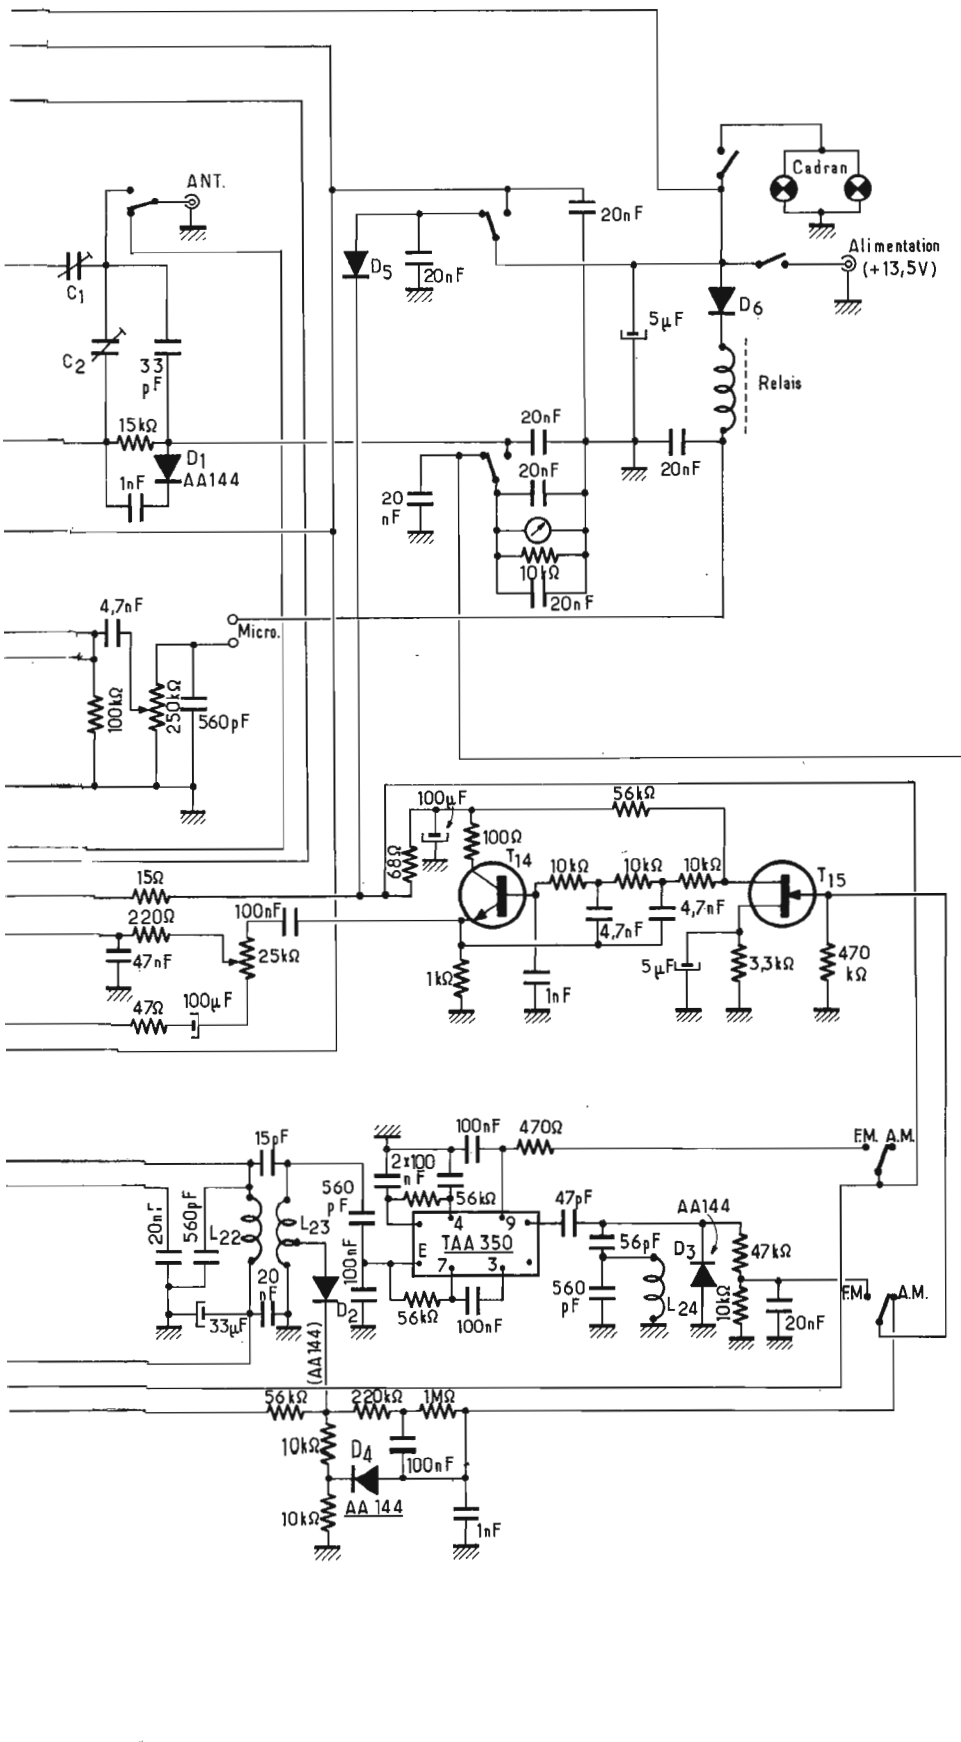 Cadran
ANT.
20nF
Alimentation
(+13,5V)
D5
20nF
C1
D6
5µF
C2
33
pF
Relais
15kΩ
20nF
D1
AA144
20nF
20nF
1nF
20
nF
10kΩ
20nF
4,7nF
Micro.
100kΩ
250kΩ
560pF
100µF
56kΩ
100Ω
T14
68Ω
10kΩ
10kΩ
10kΩ
T15
15Ω
100nF
220Ω
4,7nF
4,7nF
25kΩ
47nF
1kΩ
5µF
3,3kΩ
470
kΩ
1nF
47Ω
100µF
15pF
100nF
470Ω
F.M.
A.M.
2x100
nF
560
pF
56kΩ
47pF
AA144
20nF
560pF
L22
L23
4
9
TAA 350
E
7
3
56pF
D3
47kΩ
100nF
20
nF
D2
56kΩ
100nF
560
pF
L24
10kΩ
20nF
F.M.
A.M.
33µF
(AA144)
56kΩ
220kΩ
1MΩ
10kΩ
D4
100nF
10kΩ
AA 144
1nF